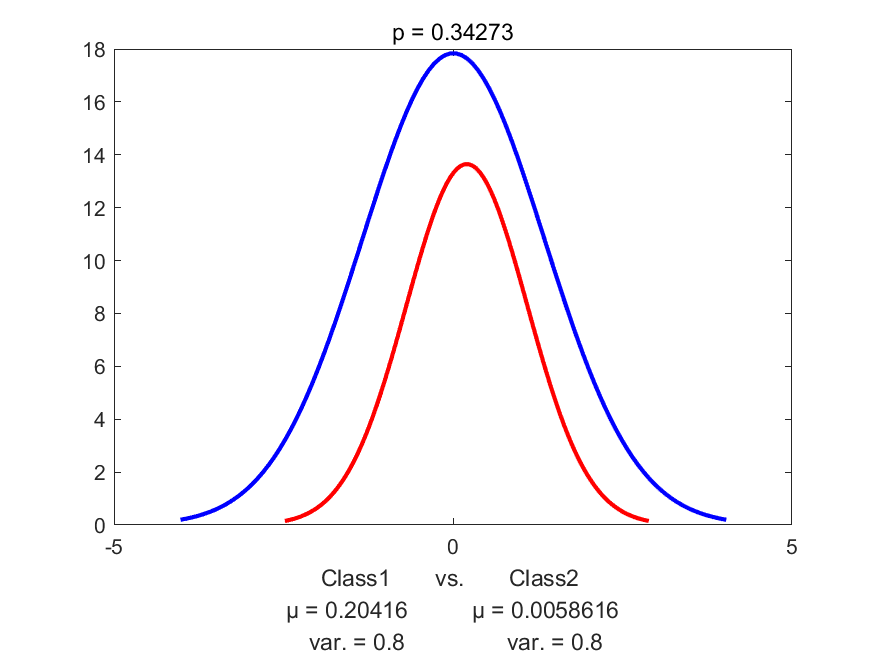 p = 0.34273
18
16
14
12
10
8
6
4
2
0
-5 0 5
Class1 vs. Class2
μ = 0.20416 μ = 0.0058616
var. = 0.8 var. = 0.8